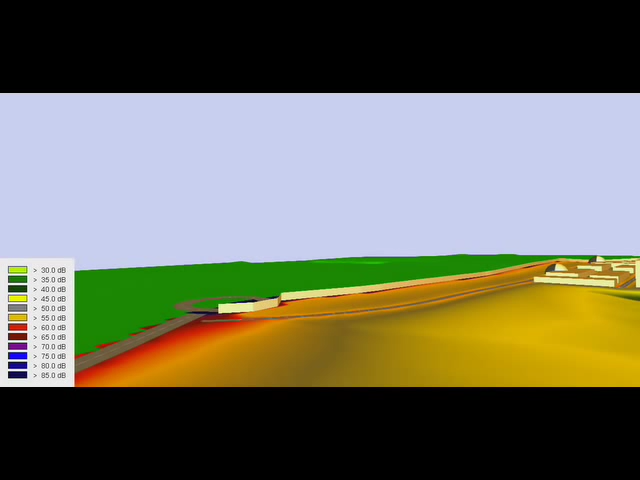 > 30.0 dB
> 35.0 dB
> 40.0 dB
> 45.0 dB
> 50.0 dB
> 55.0 dB
> 60.0 dB
> 65.0 dB
> 70.0 dB
> 75.0 dB
> 80.0 dB
> 85.0 dB